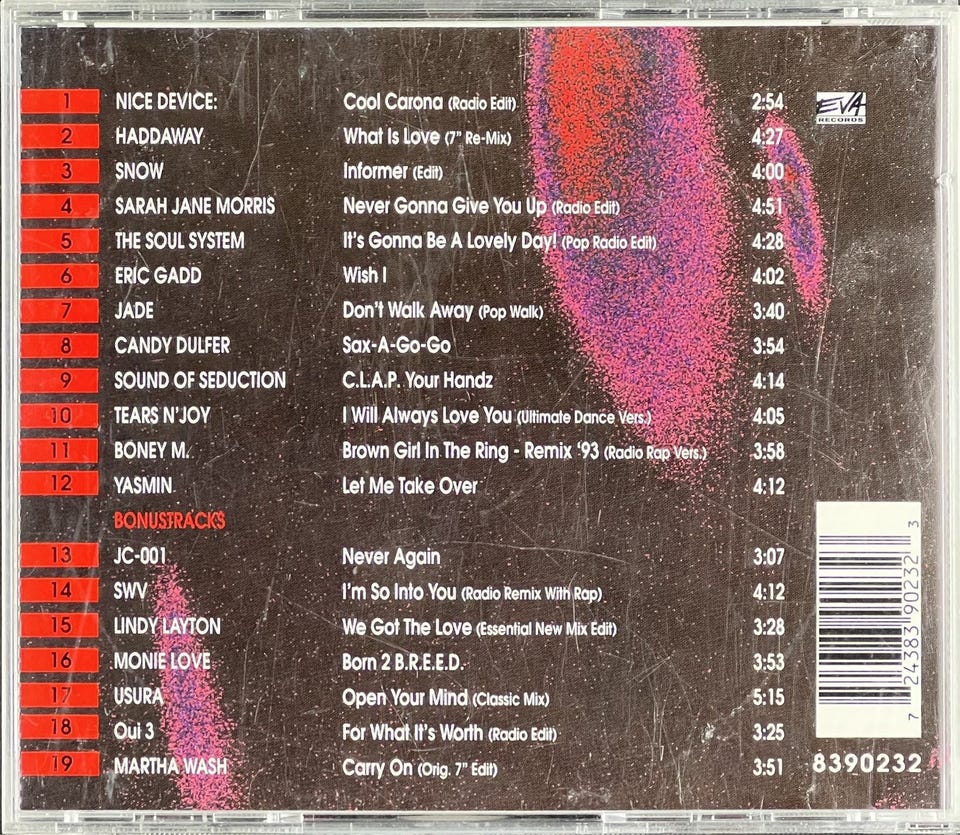 1 NICE DEVICE: Cool Carona (Radio Edit) 2:54
EVA
RECORDS
2 HADDAWAY What Is Love (7" Re-Mix) 4:27
3 SNOW Informer (Edit) 4:00
4 SARAH JANE MORRIS Never Gonna Give You Up (Radio Edit) 4:51
5 THE SOUL SYSTEM It's Gonna Be A Lovely Day! (Pop Radio Edit) 4:28
6 ERIC GADD Wish I 4:02
7 JADE Don't Walk Away (Pop Walk) 3:40
8 CANDY DULFER Sax-A-Go-Go 3:54
9 SOUND OF SEDUCTION C.L.A.P. Your Handz 4:14
10 TEARS N'JOY I Will Always Love You (Ultimate Dance Vers.) 4:05
11 BONEY M. Brown Girl In The Ring - Remix '93 (Radio Rap Vers.) 3:58
12 YASMIN Let Me Take Over 4:12
BONUSTRACKS
13 JC-001 Never Again 3:07
14 SWV I'm So Into You (Radio Remix With Rap) 4:12
15 LINDY LAYTON We Got The Love (Essential New Mix Edit) 3:28
16 MONIE LOVE Born 2 B.R.E.E.D. 3:53
17 USURA Open Your Mind (Classic Mix) 5:15
18 Oui 3 For What It's Worth (Radio Edit) 3:25
19 MARTHA WASH Carry On (Orig. 7" Edit) 3:51
7 24383 90232 3
8390232